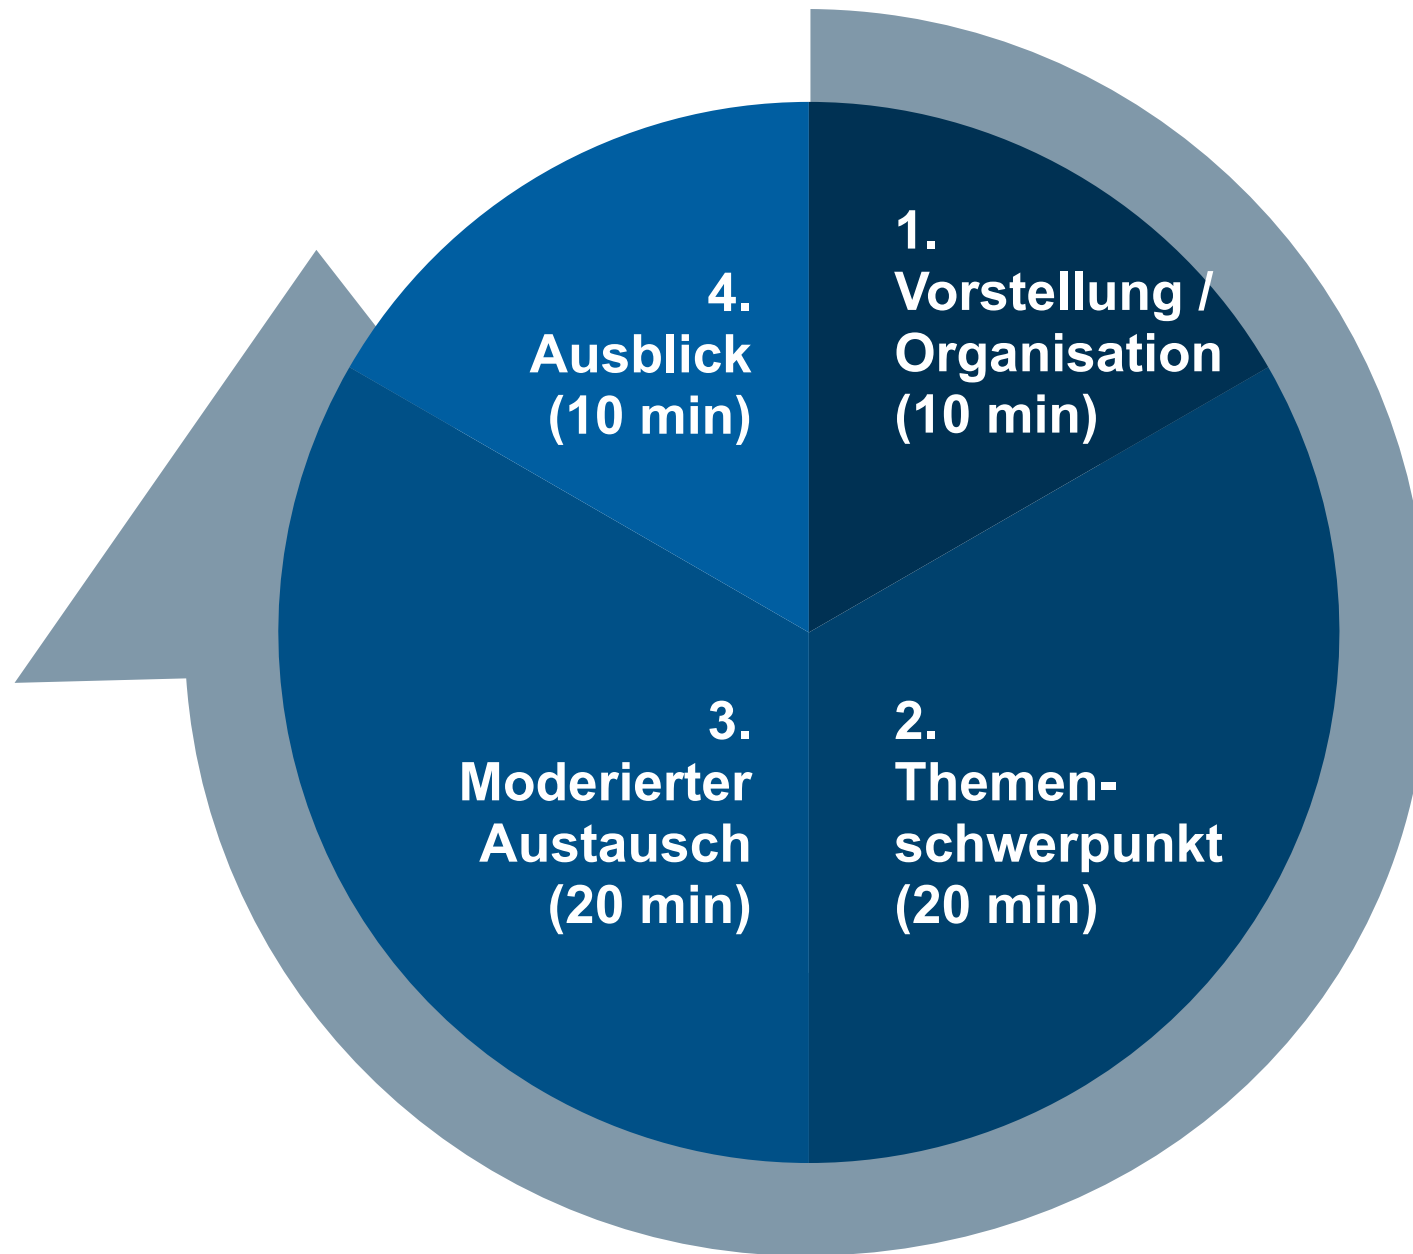 1.
Vorstellung /
Organisation
(10 min)
2.
Themen-
schwerpunkt
(20 min)
3.
Moderierter
Austausch
(20 min)
4.
Ausblick
(10 min)